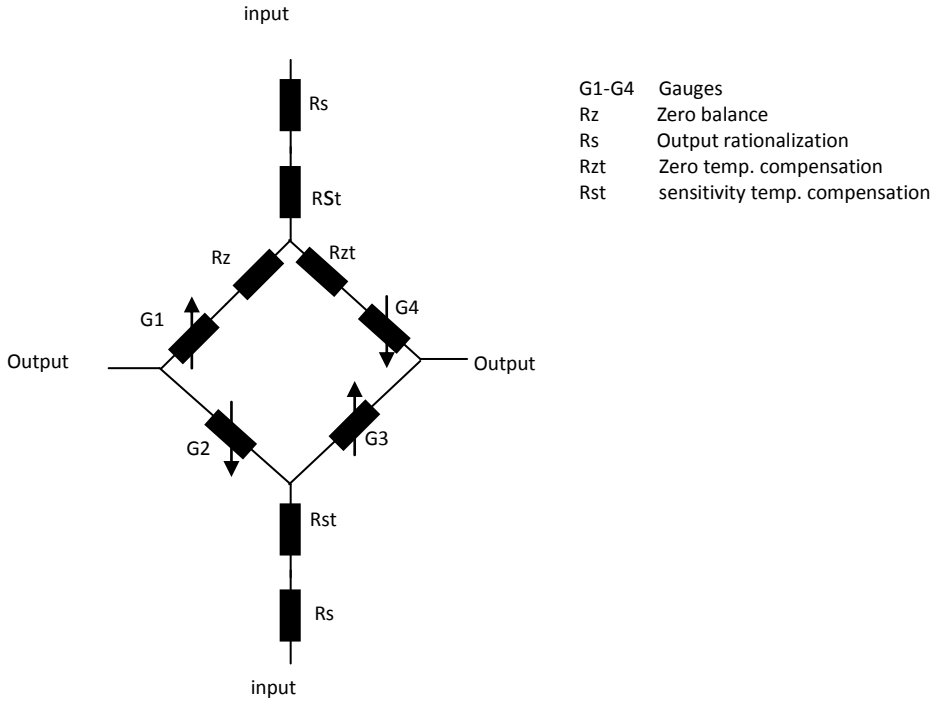 input
Rs
RSt
Rz
Rzt
G1
G4
Output
Output
G2
G3
Rst
Rs
input
G1-G4 Gauges
Rz Zero balance
Rs Output rationalization
Rzt Zero temp. compensation
Rst sensitivity temp. compensation